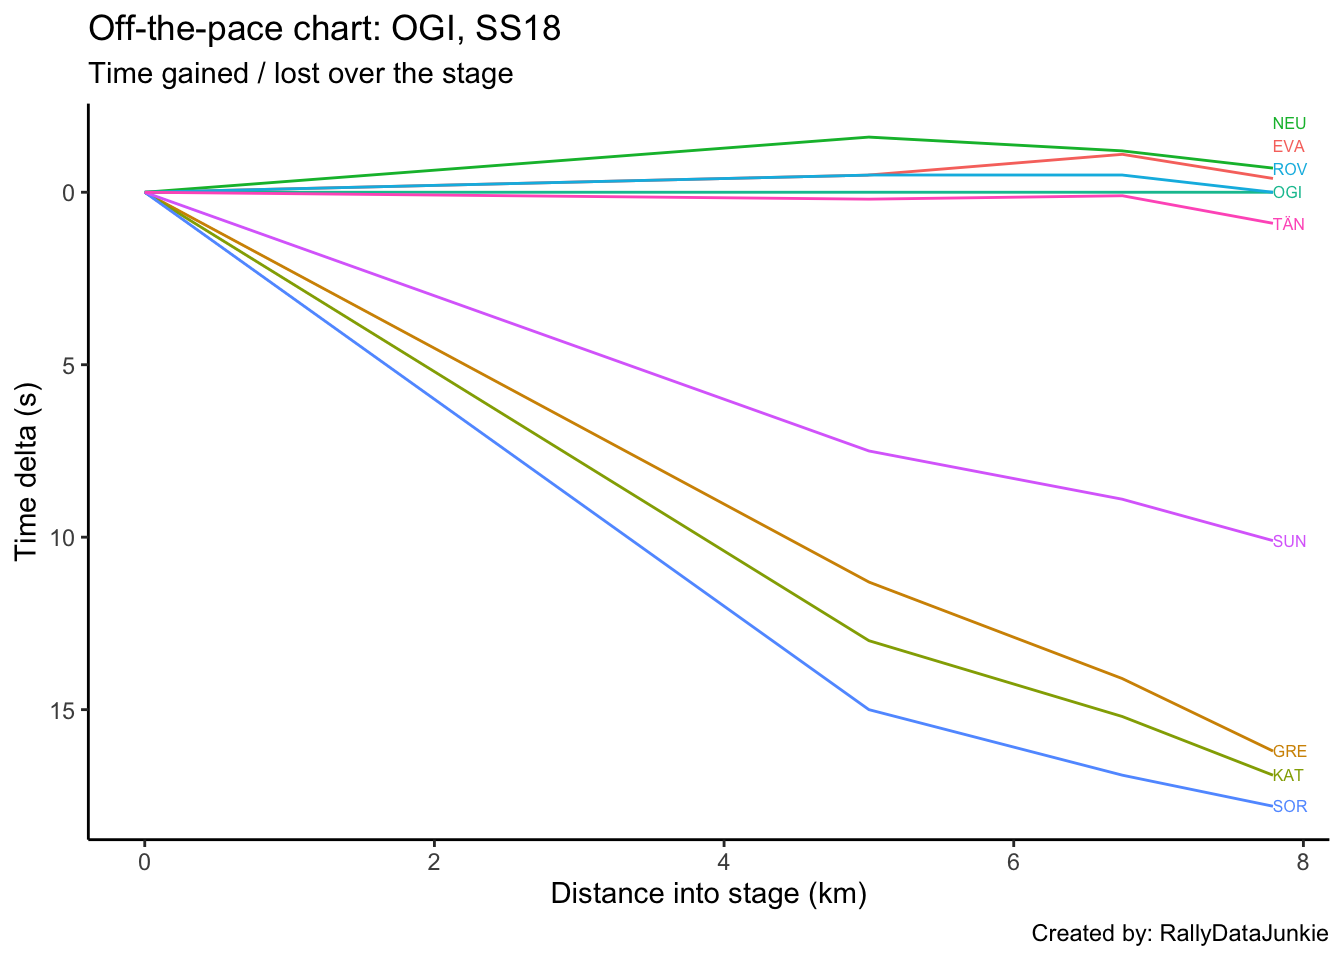 Off-the-pace chart: OGI, SS18
Time gained / lost over the stage
NEU
EVA
ROV
OGI
TÄN
SUN
GRE
KAT
SOR
0
5
10
15
Time delta (s)
0 2 4 6 8
Distance into stage (km)
Created by: RallyDataJunkie